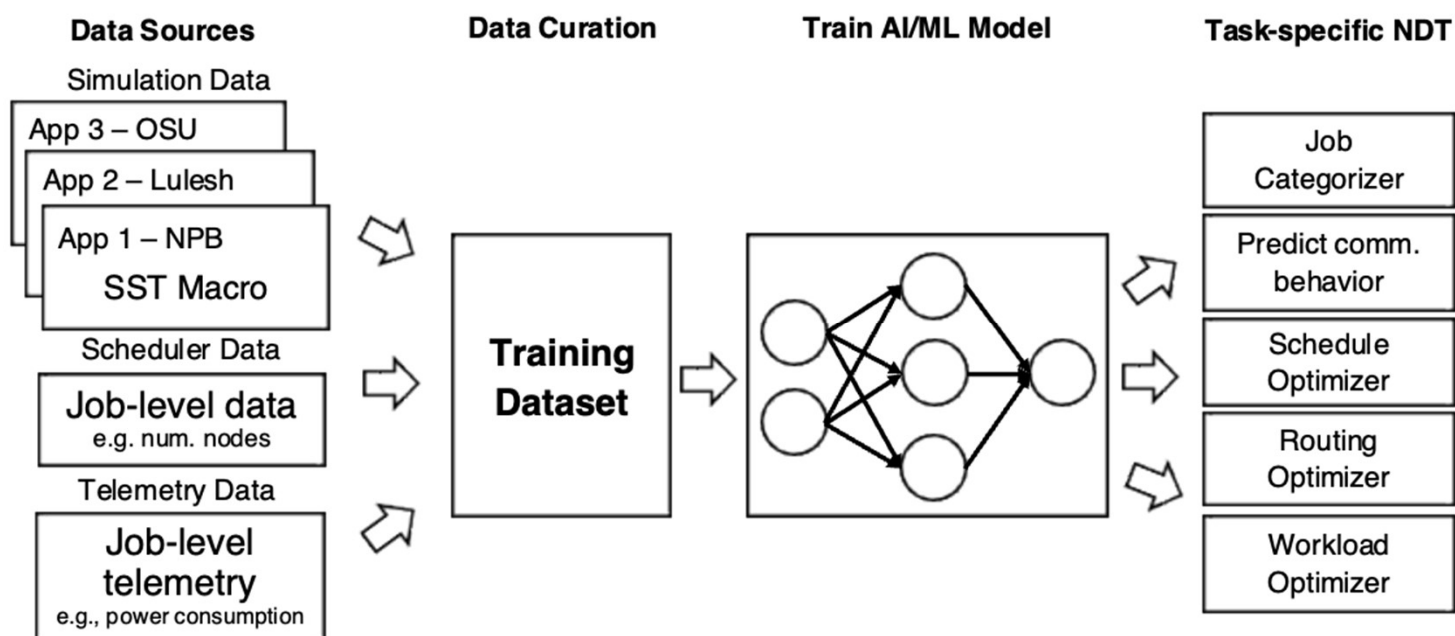 Data Sources
Simulation Data
App 3 – OSU
App 2 – Lulesh
App 1 – NPB
SST Macro
Scheduler Data
Job-level data
e.g. num. nodes
Telemetry Data
Job-level
telemetry
e.g., power consumption
Data Curation
Training
Dataset
Train AI/ML Model
Task-specific NDT
Job
Categorizer
Predict comm.
behavior
Schedule
Optimizer
Routing
Optimizer
Workload
Optimizer